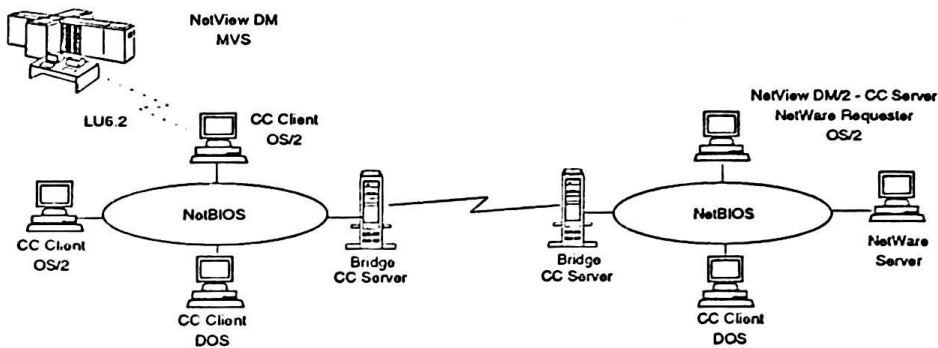 NetView DM
MVS
LU6.2
CC Client
OS/2
NetView DM/2 - CC Server
NetWare Requester
OS/2
CC Client
OS/2
NotBIOS
Bridge
CC Server
Bridge
CC Server
NetBIOS
NetWare
Server
CC Client
DOS
CC Client
DOS